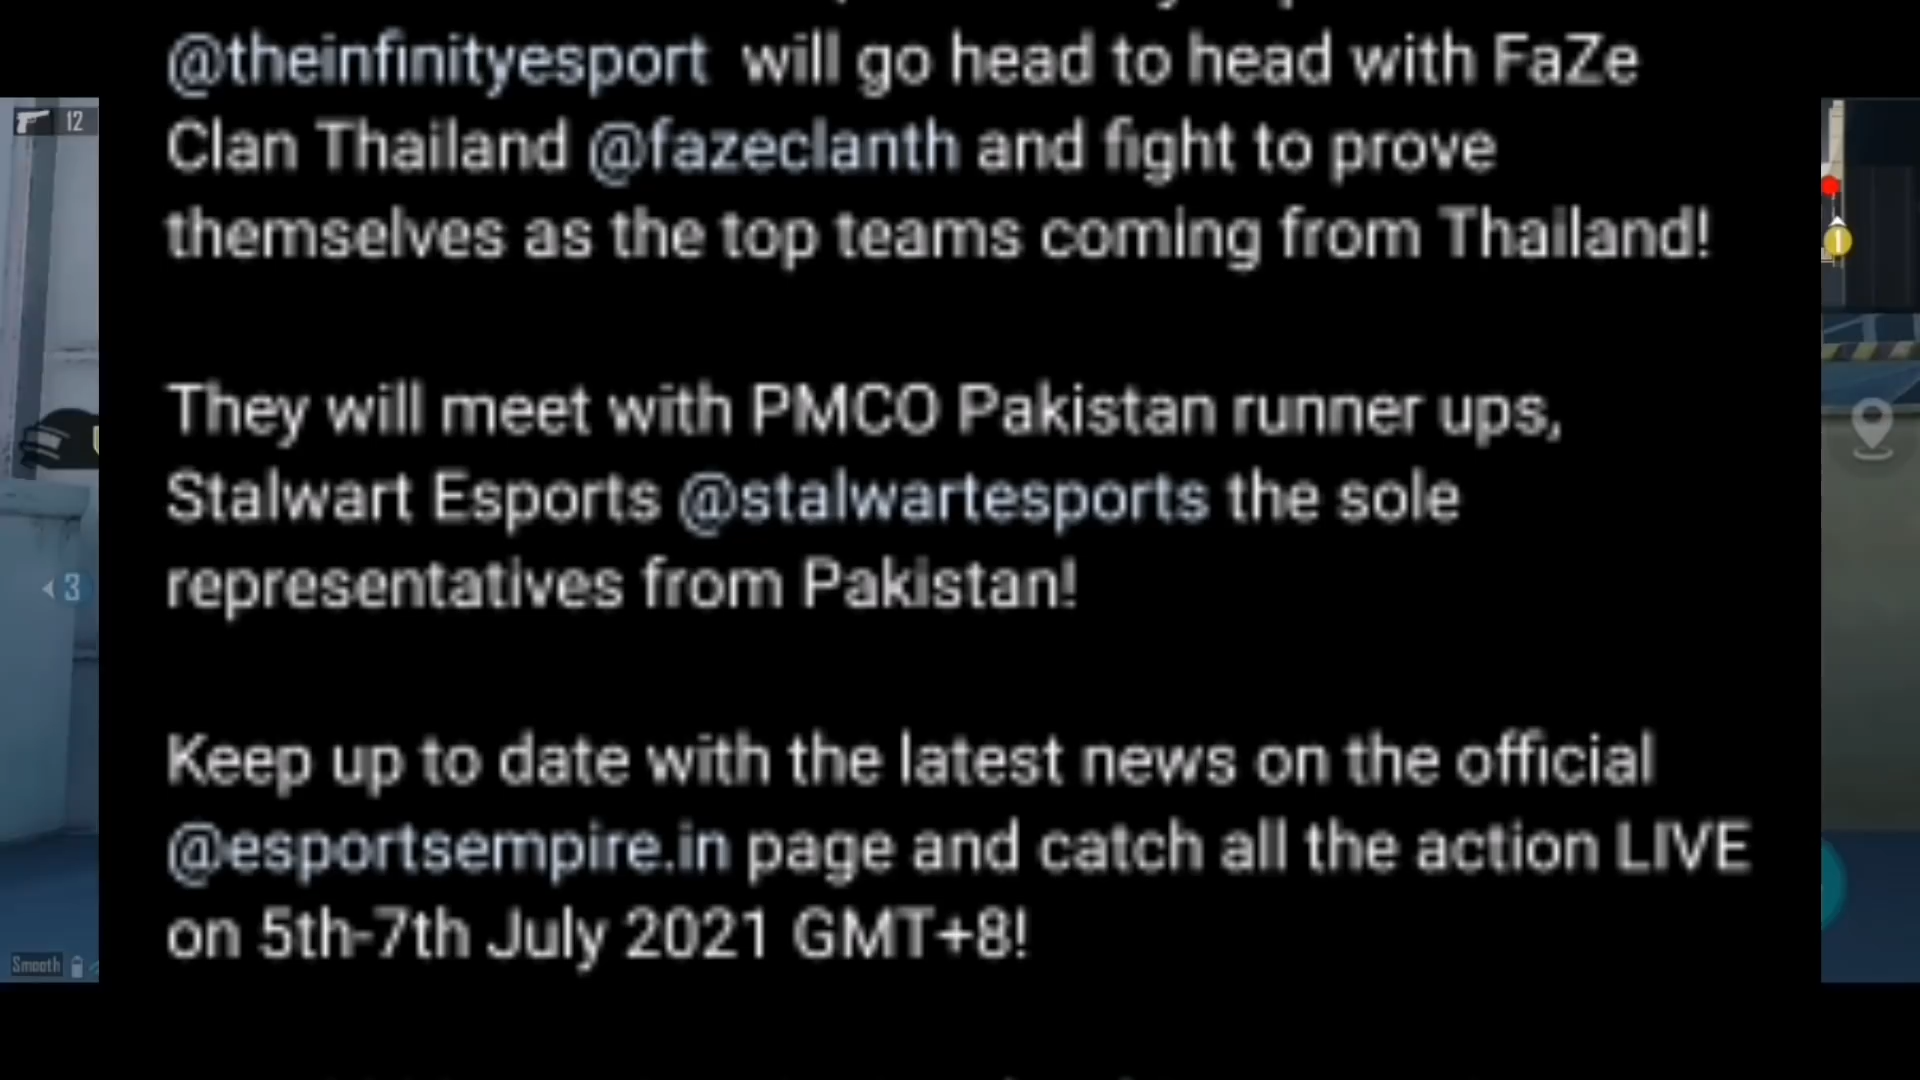 @theinfinityesport will go head to head with FaZe
Clan Thailand @fazeclanth and fight to prove
themselves as the top teams coming from Thailand!
They will meet with PMCO Pakistan runner ups,
Stalwart Esports @stalwartesports the sole
representatives from Pakistan!
Keep up to date with the latest news on the official
@esportsempire.in page and catch all the action LIVE
on 5th-7th July 2021 GMT+8!
12
3
Smooth
1